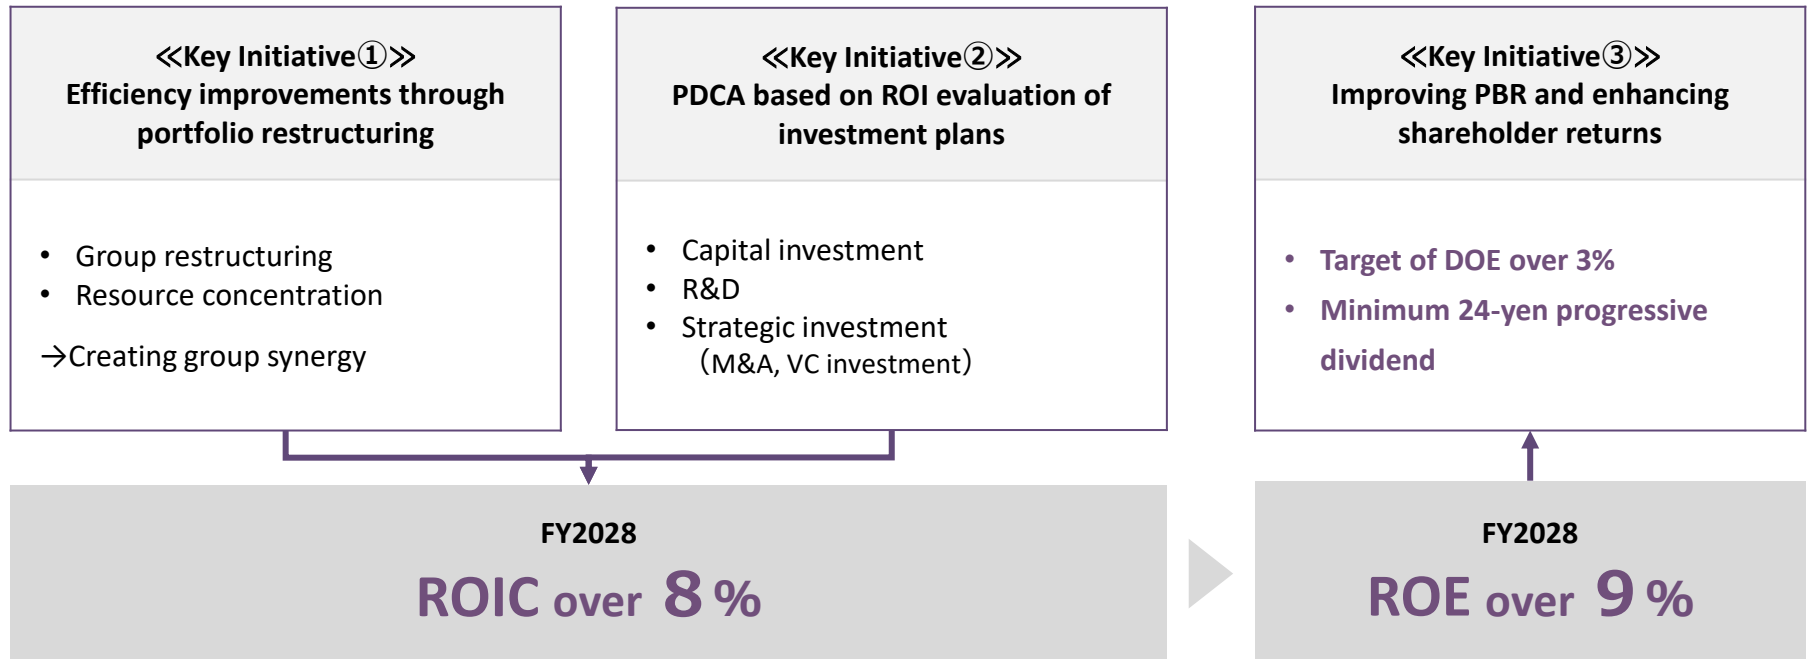 ≪Key Initiative①≫
Efficiency improvements through
portfolio restructuring
• Group restructuring
• Resource concentration
→Creating group synergy
≪Key Initiative②≫
PDCA based on ROI evaluation of
investment plans
• Capital investment
• R&D
• Strategic investment
（M&A, VC investment）
≪Key Initiative③≫
Improving PBR and enhancing
shareholder returns
• Target of DOE over 3%
• Minimum 24-yen progressive
dividend
FY2028
ROIC over 8 %
FY2028
ROE over 9 %